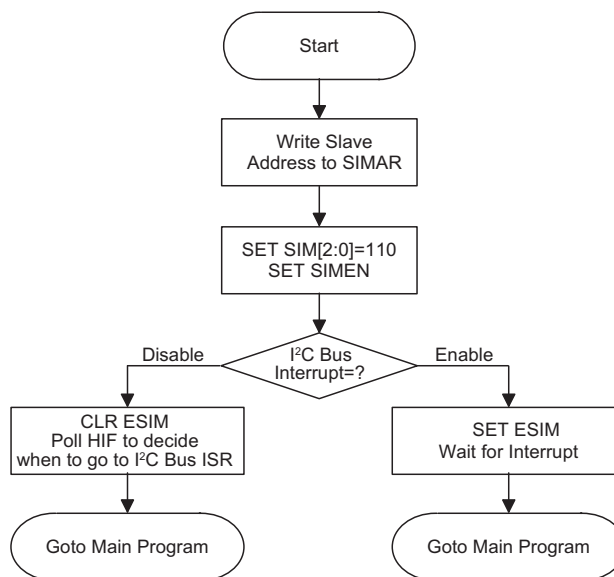 Start
Write Slave
Address to SIMAR
SET SIM[2:0]=110
SET SIMEN
I²C Bus
Interrupt=?
Disable
Enable
CLR ESIM
Poll HIF to decide
when to go to I²C Bus ISR
SET ESIM
Wait for Interrupt
Goto Main Program
Goto Main Program